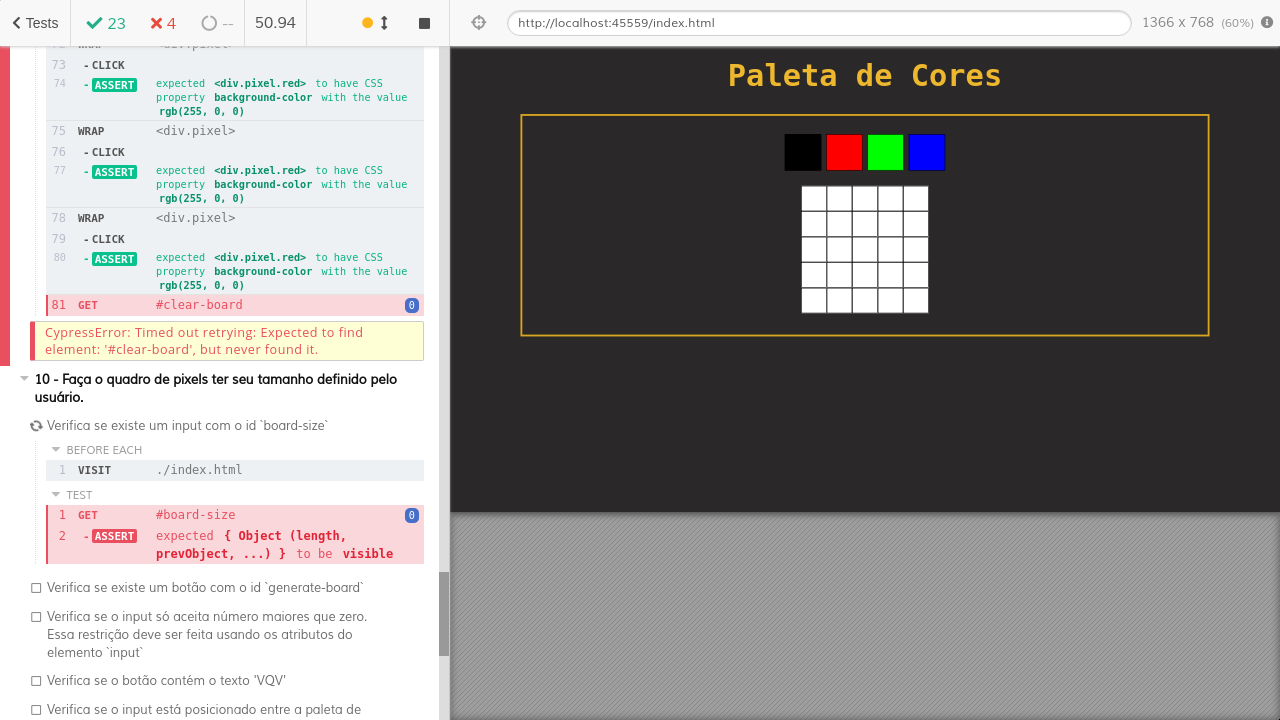 Tests
23
4
--
50.94
http://localhost:45559/index.html
1366 x 768 (60%)
WRAP <div.pixel>
73 -CLICK
74 -ASSERT expected <div.pixel.red> to have CSS
property background-color with the value
rgb(255, 0, 0)
75 WRAP <div.pixel>
76 -CLICK
77 -ASSERT expected <div.pixel.red> to have CSS
property background-color with the value
rgb(255, 0, 0)
78 WRAP <div.pixel>
79 -CLICK
80 -ASSERT expected <div.pixel.red> to have CSS
property background-color with the value
rgb(255, 0, 0)
81 GET #clear-board 0
CypressError: Timed out retrying: Expected to find
element: '#clear-board', but never found it.
10 - Faça o quadro de pixels ter seu tamanho definido pelo
usuário.
Verifica se existe um input com o id `board-size`
BEFORE EACH
1 VISIT ./index.html
TEST
1 GET #board-size 0
2 -ASSERT expected { Object (length,
prevObject, ...) } to be visible
Verifica se existe um botão com o id `generate-board`
Verifica se o input só aceita número maiores que zero.
Essa restrição deve ser feita usando os atributos do
elemento `input`
Verifica se o botão contém o texto 'VQV'
Verifica se o input está posicionado entre a paleta de
Paleta de Cores